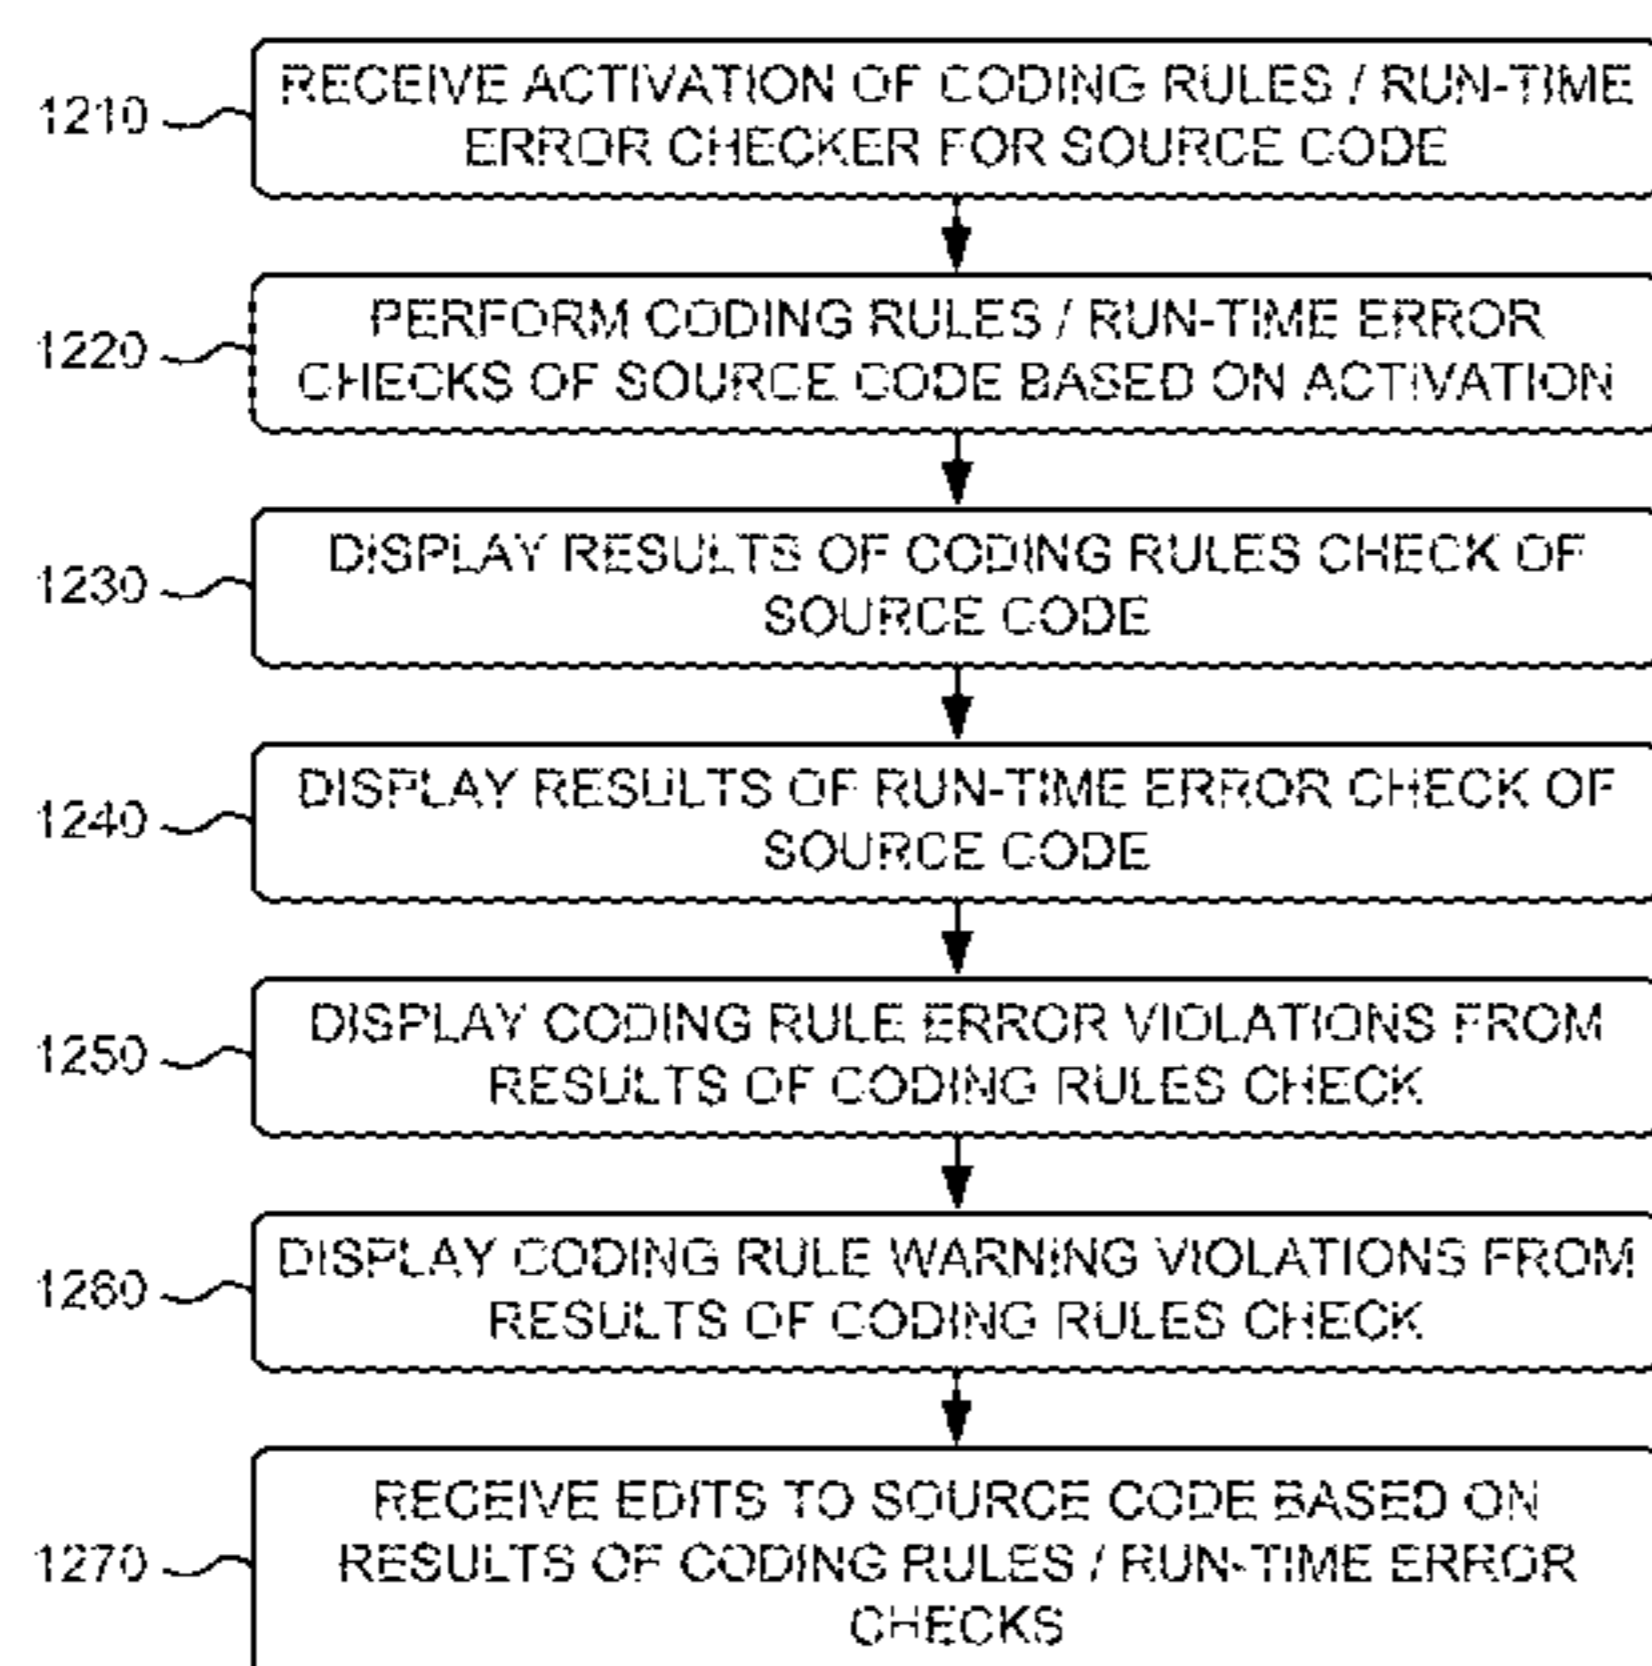 1210
RECEIVE ACTIVATION OF CODING RULES / RUN-TIME
ERROR CHECKER FOR SOURCE CODE
1220
PERFORM CODING RULES / RUN-TIME ERROR
CHECKS OF SOURCE CODE BASED ON ACTIVATION
1230
DISPLAY RESULTS OF CODING RULES CHECK OF
SOURCE CODE
1240
DISPLAY RESULTS OF RUN-TIME ERROR CHECK OF
SOURCE CODE
1250
DISPLAY CODING RULE ERROR VIOLATIONS FROM
RESULTS OF CODING RULES CHECK
1260
DISPLAY CODING RULE WARNING VIOLATIONS FROM
RESULTS OF CODING RULES CHECK
1270
RECEIVE EDITS TO SOURCE CODE BASED ON
RESULTS OF CODING RULES / RUN-TIME ERROR
CHECKS